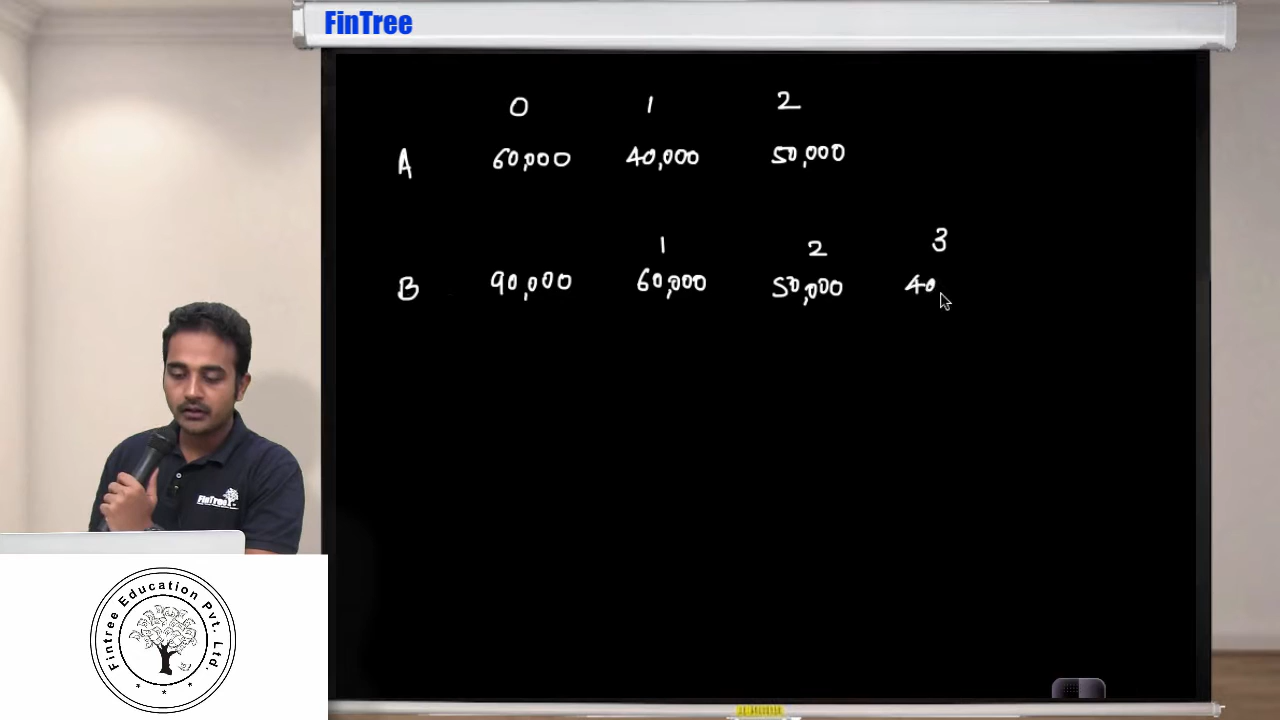 FinTree
0 1 2
A 60,000 40,000 50,000
1 2 3
B 90,000 60,000 50,000 40
FinTree
Fintree Education Pvt. Ltd.
* * *